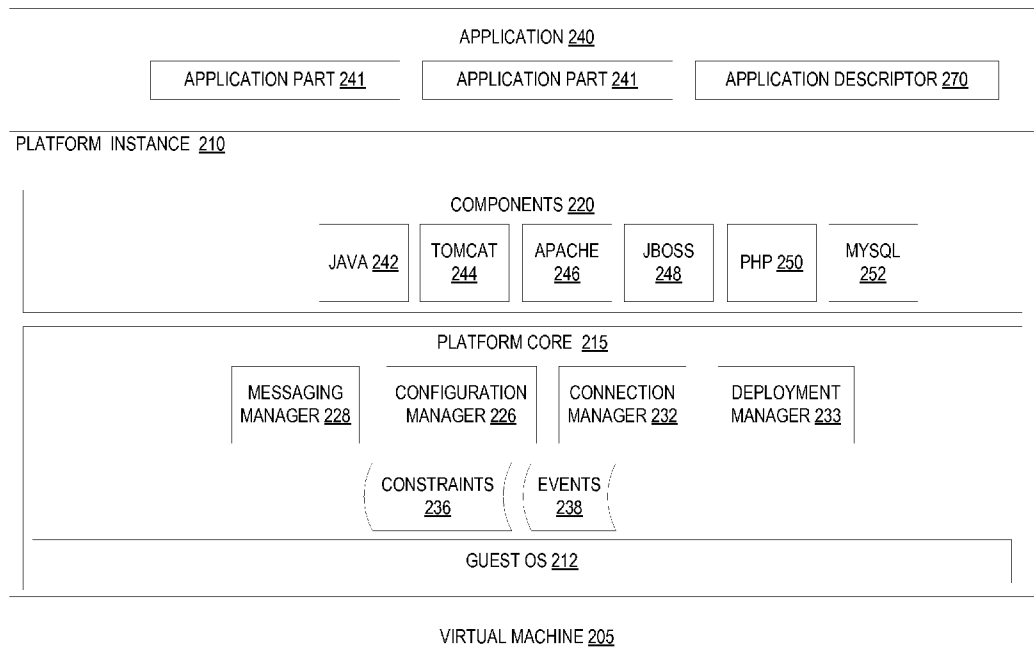 APPLICATION 240
APPLICATION PART 241
APPLICATION PART 241
APPLICATION DESCRIPTOR 270
PLATFORM INSTANCE 210
COMPONENTS 220
JAVA 242
TOMCAT
244
APACHE
246
JBOSS
248
PHP 250
MYSQL
252
PLATFORM CORE 215
MESSAGING
MANAGER 228
CONFIGURATION
MANAGER 226
CONNECTION
MANAGER 232
DEPLOYMENT
MANAGER 233
CONSTRAINTS
236
EVENTS
238
GUEST OS 212
VIRTUAL MACHINE 205